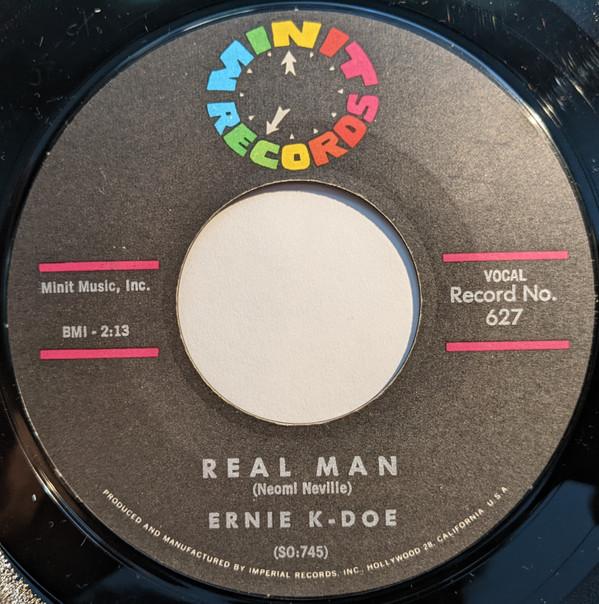 MINIT
RECORDS
Minit Music, Inc.
BMI - 2:13
VOCAL
Record No.
627
REAL MAN
(Neomi Neville)
ERNIE K-DOE
(SO:745)
PRODUCED AND MANUFACTURED BY IMPERIAL RECORDS, INC., HOLLYWOOD 28, CALIFORNIA U.S.A.